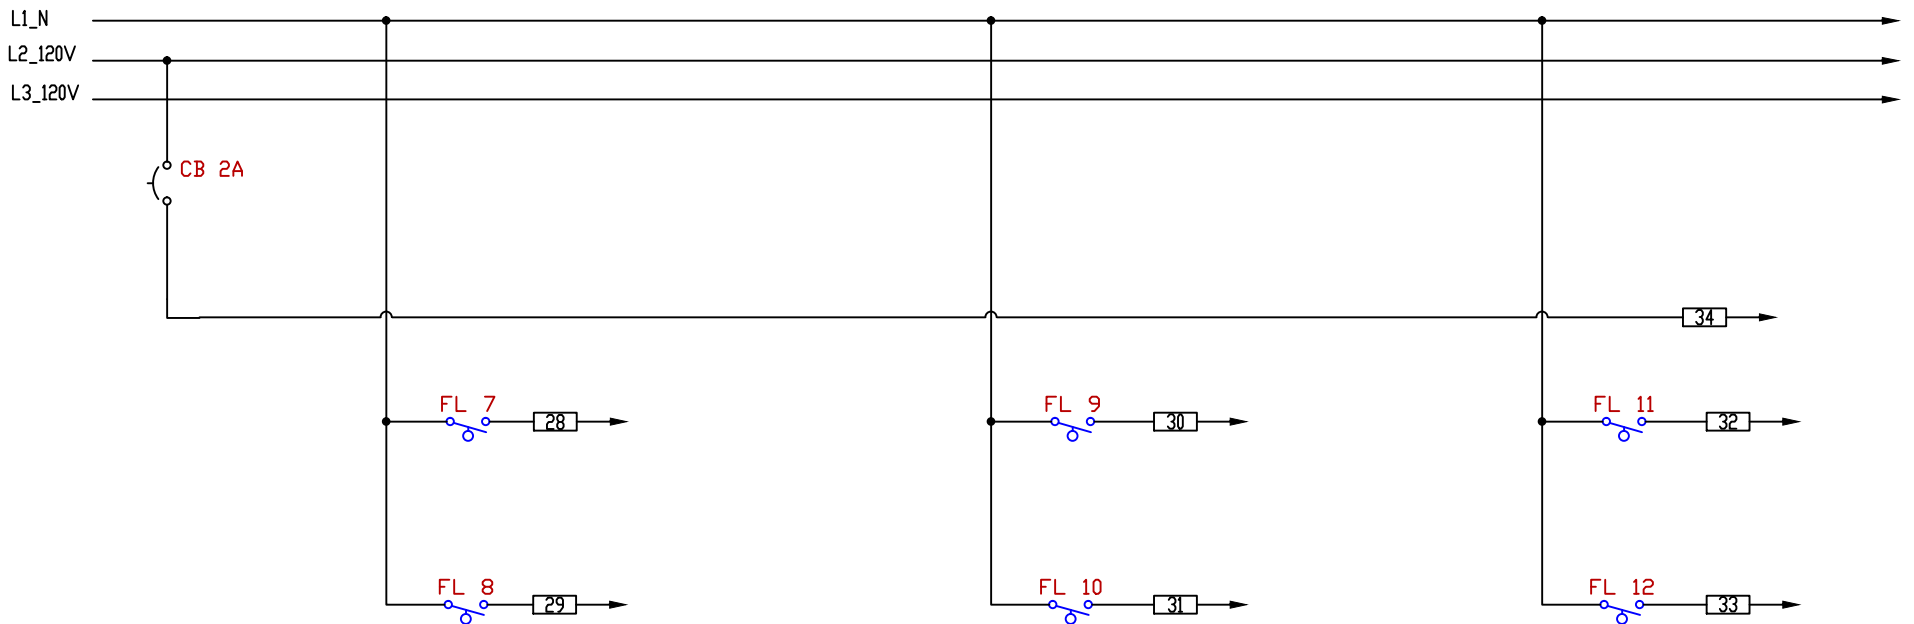 L1_N
L2_120V
L3_120V
CB 2A
34
FL 7
28
FL 9
30
FL 11
32
FL 8
29
FL 10
31
FL 12
33